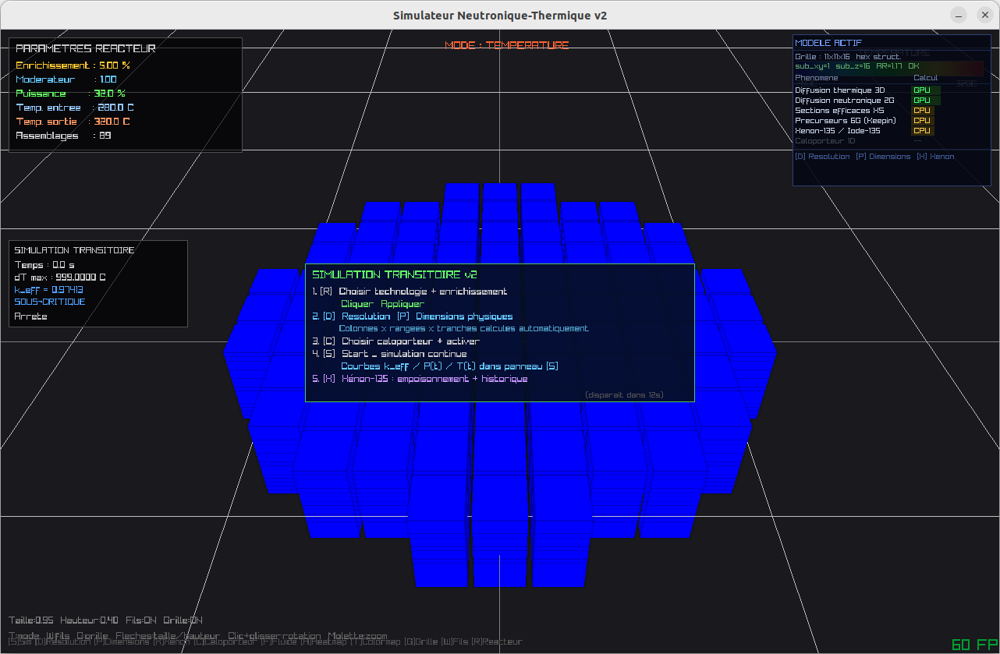 Simulateur Neutronique-Thermique v2
PARAMETRES REACTEUR
Enrichissement : 5.00 %
Moderateur : 1.00
Puissance : 32.0 %
Temp. entree : 280.0 C
Temp. sortie : 320.0 C
Assemblages : 89
MODE : TEMPERATURE
MODELE ACTIF
TEMPERATURE
Grille : 11x11x16 hex struct.
sub_xy=1 sub_z=16 AR=1.17 OK
Phenomene Calcul
320C
Diffusion thermique 3D GPU
Diffusion neutronique 2G GPU
Sections efficaces XS CPU
Precurseurs 6G (Keepin) CPU
Xenon-135 / Iode-135 CPU
Caloporteur 1D --
[D] Resolution [P] Dimensions [X] Xenon
SIMULATION TRANSITOIRE
Temps : 0.0 s
dT max : 999.0000 C
k_eff = 0.97413
SOUS-CRITIQUE
Arrete
SIMULATION TRANSITOIRE v2
1. [R] Choisir technologie + enrichissement
Cliquer Appliquer
2. [D] Resolution [P] Dimensions physiques
Colonnes x rangees x tranches calcules automatiquement
3. [C] Choisir caloporteur + activer
4. [S] Start _ simulation continue
Courbes k_eff / P(t) / T(t) dans panneau [S]
5. [X] Xénon-135 : empoisonnement + historique
(disparait dans 12s)
Taille:0.95 Hauteur:0.40 Fils:ON Grille:ON
T:mode W:fils G:grille Fleches:taille/hauteur Clic+glisser:rotation Molette:zoom
[S]Sim [D]Resolution [P]Dimensions [X]Xenon [C]Caloporteur [F]Fluide [H]Heatmap [T]Colormap [G]Grille [W]Fils [R]Reacteur
60 FP